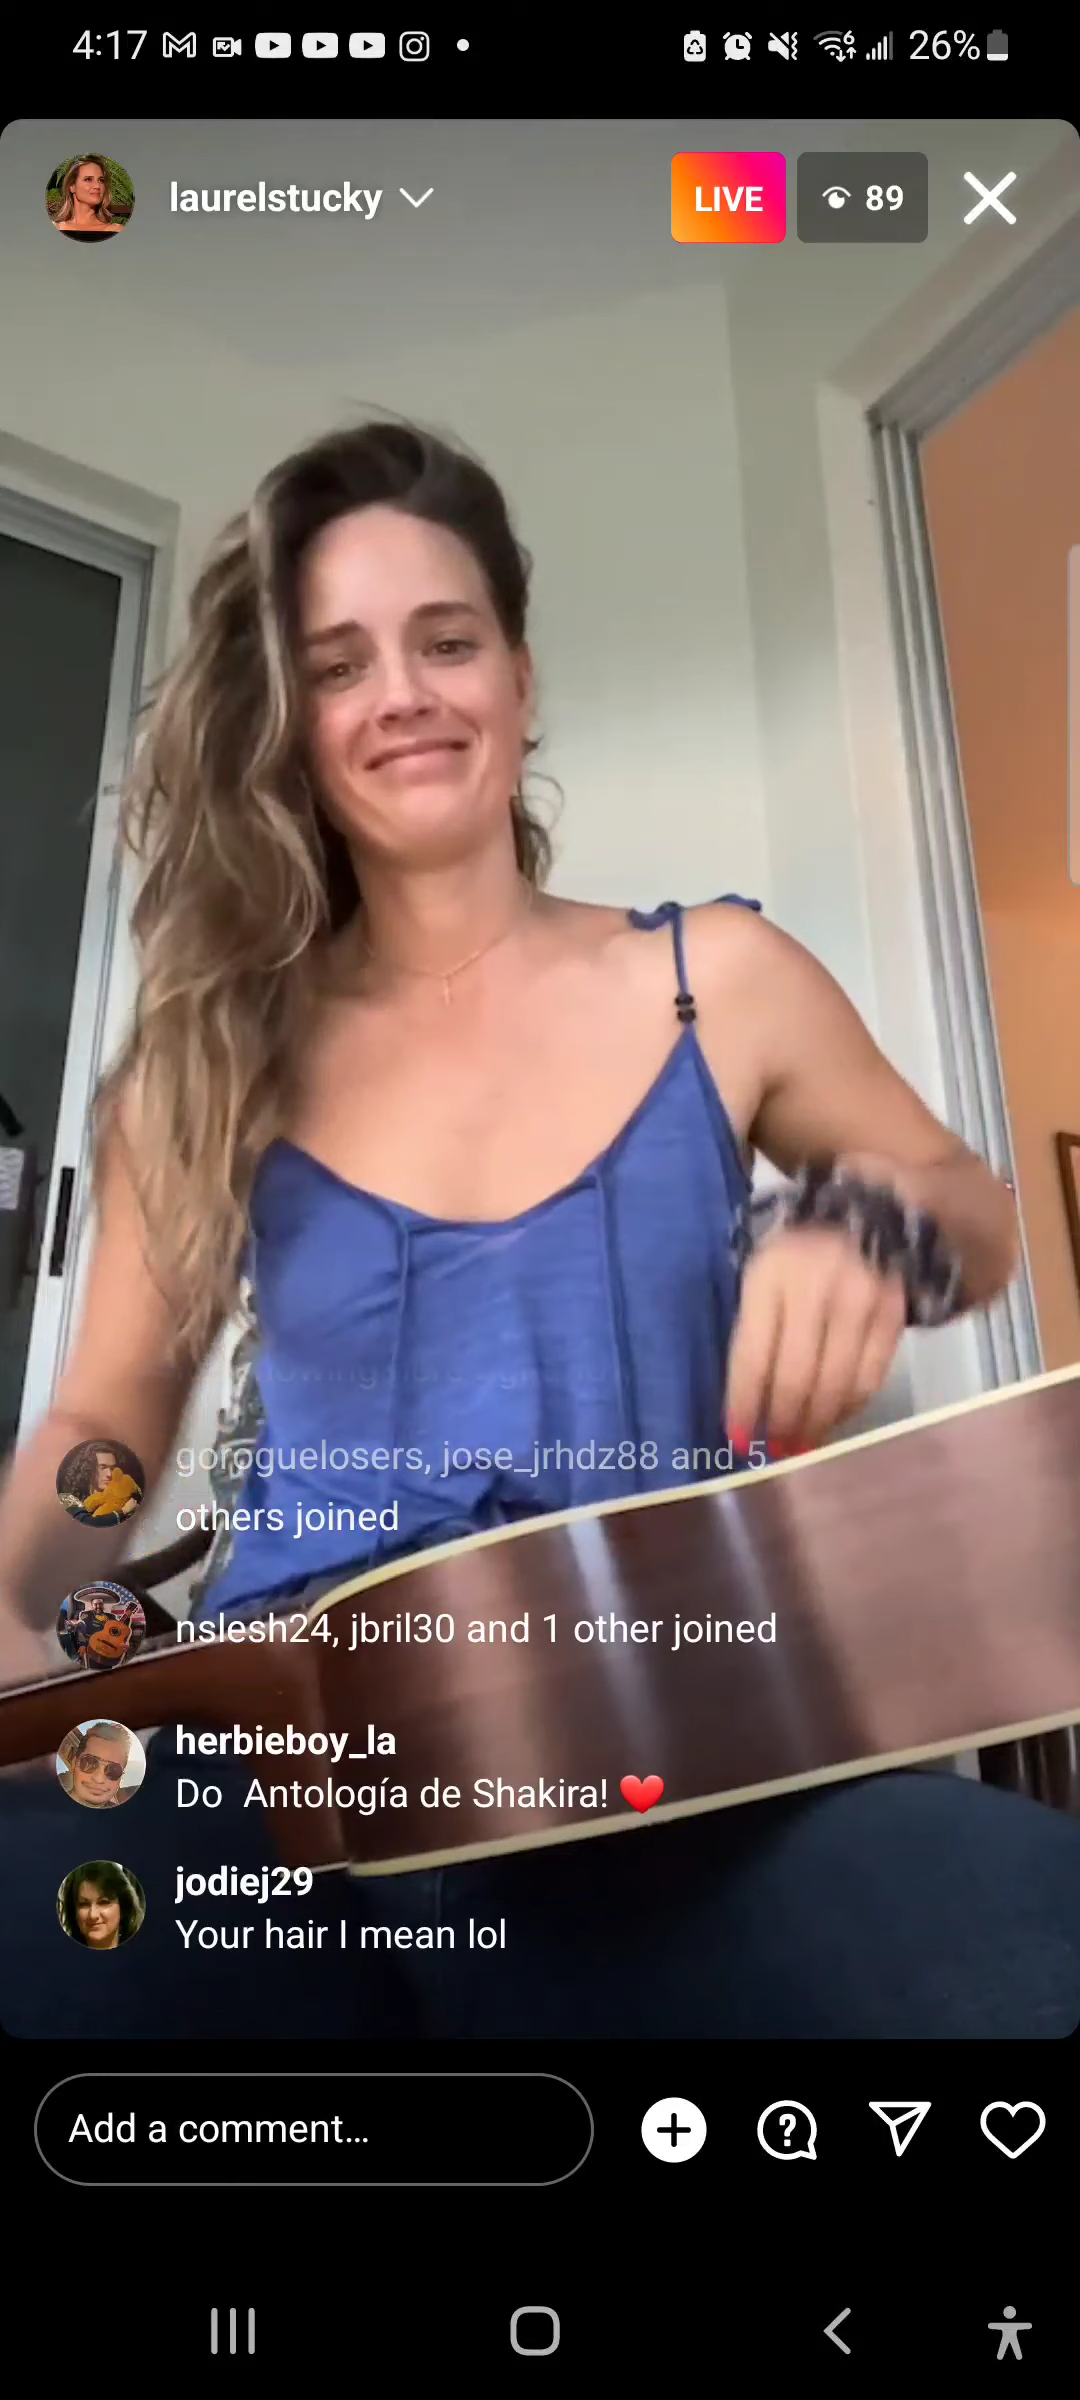 4:17
26%
laurelstucky
LIVE
89
goroguelosers, jose_jrhdz88 and 5
others joined
nslesh24, jbril30 and 1 other joined
herbieboy_la
Do  Antología de Shakira! ❤️
jodiej29
Your hair I mean lol
Add a comment...